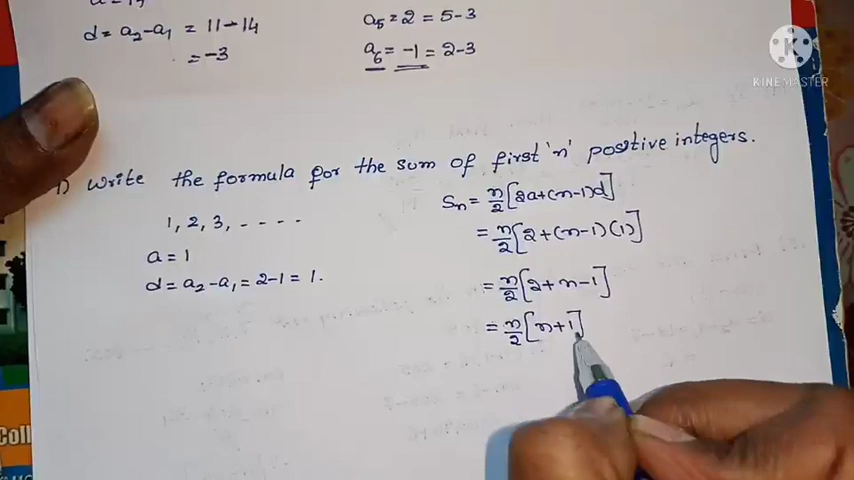 d = a₂-a₁ = 11-14
= -3
a₅ = 2 = 5-3
a₆ = -1 = 2-3
K
KINEMASTER
1) Write the formula for the sum of first 'n' positive integers.
1, 2, 3, - - - - -
a = 1
d = a₂-a₁ = 2-1 = 1.
Sn = n/2 [2a+(n-1)d]
= n/2 [2+(n-1)(1)]
= n/2 [2+n-1]
= n/2 [n+1]
Coll